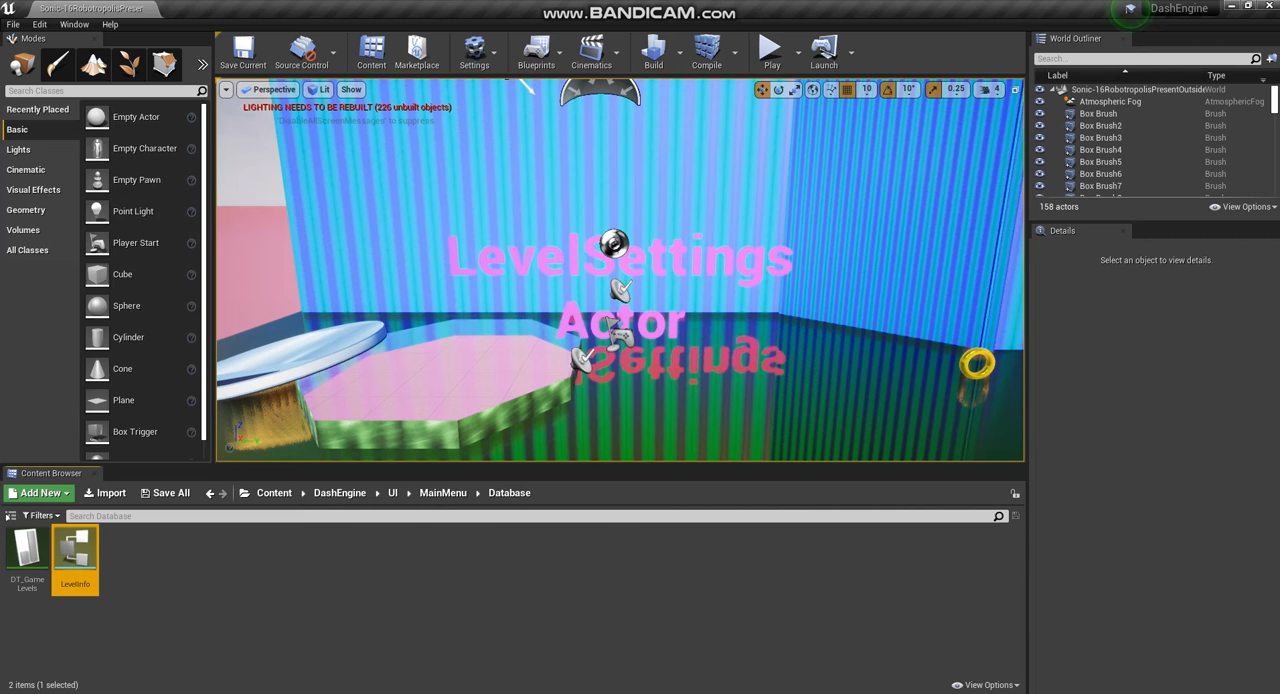 Sonic-16RobotropolisPreser
www.BANDICAM.com
DashEngine
File Edit Window Help
Modes
Search Classes
Recently Placed
Basic
Lights
Cinematic
Visual Effects
Geometry
Volumes
All Classes
Empty Actor
Empty Character
Empty Pawn
Point Light
Player Start
Cube
Sphere
Cylinder
Cone
Plane
Box Trigger
Save Current
Source Control
Content
Marketplace
Settings
Blueprints
Cinematics
Build
Compile
Play
Launch
Perspective
Lit
Show
10
10°
0.25
4
LIGHTING NEEDS TO BE REBUILT (226 unbuilt objects)
'DisableAllScreenMessages' to suppress
LevelSettings
Actor
World Outliner
Search...
Label Type
Sonic-16RobotropolisPresentOutside World
Atmospheric Fog AtmosphericFog
Box Brush Brush
Box Brush2 Brush
Box Brush3 Brush
Box Brush4 Brush
Box Brush5 Brush
Box Brush6 Brush
Box Brush7 Brush
158 actors
View Options
Details
Select an object to view details.
Content Browser
Add New
Import
Save All
Content
DashEngine
UI
MainMenu
Database
Filters
Search Database
DT_Game
Levels
LevelInfo
2 items (1 selected)
View Options